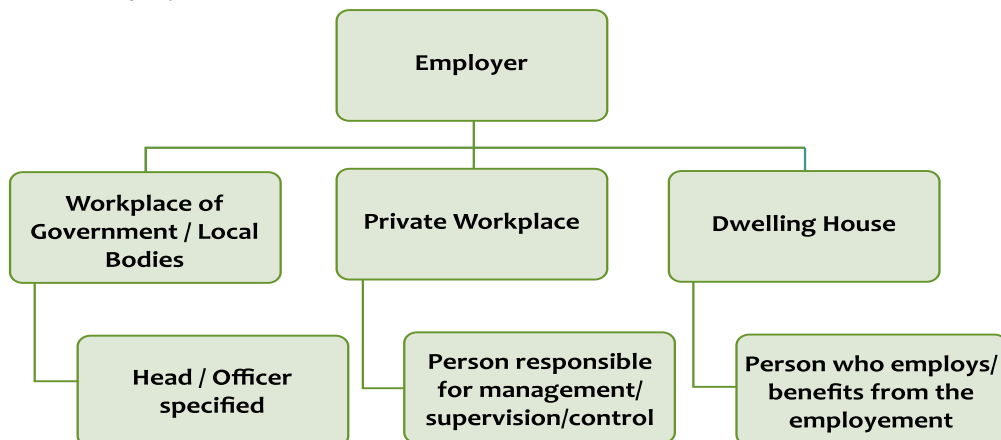 Employer
Workplace of
Government / Local
Bodies
Private Workplace
Dwelling House
Head / Officer
specified
Person responsible
for management/
supervision/control
Person who employs/
benefits from the
employement